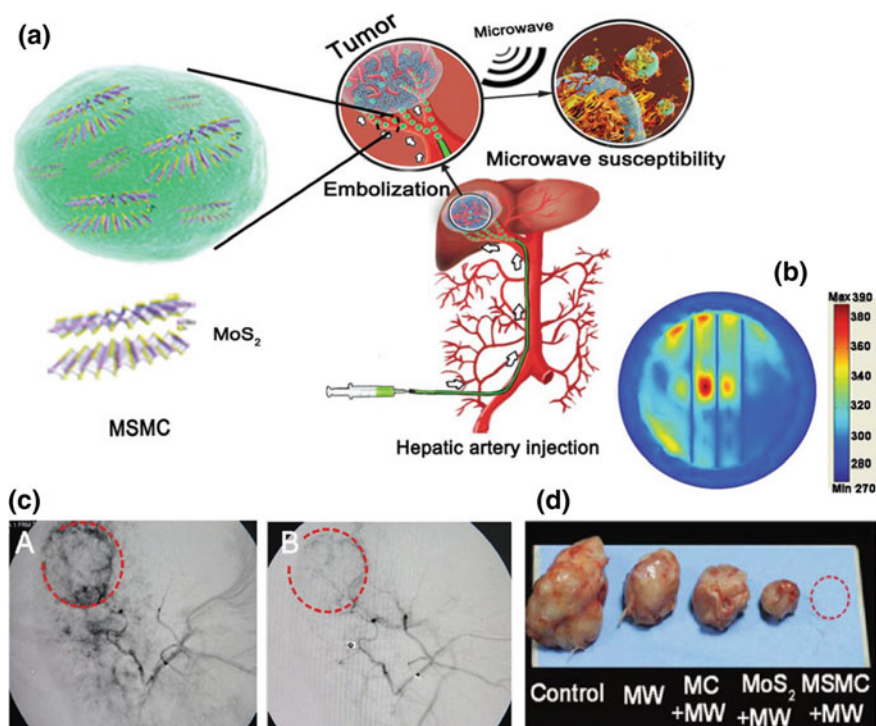 (a)
Tumor
Microwave
Embolization
Microwave susceptibility
MoS₂
MSMC
Hepatic artery injection
(b)
Max 390
380
360
340
320
300
280
Min 270
(c)
A
B
(d)
Control
MW
MC
+MW
MoS₂
+MW
MSMC
+MW